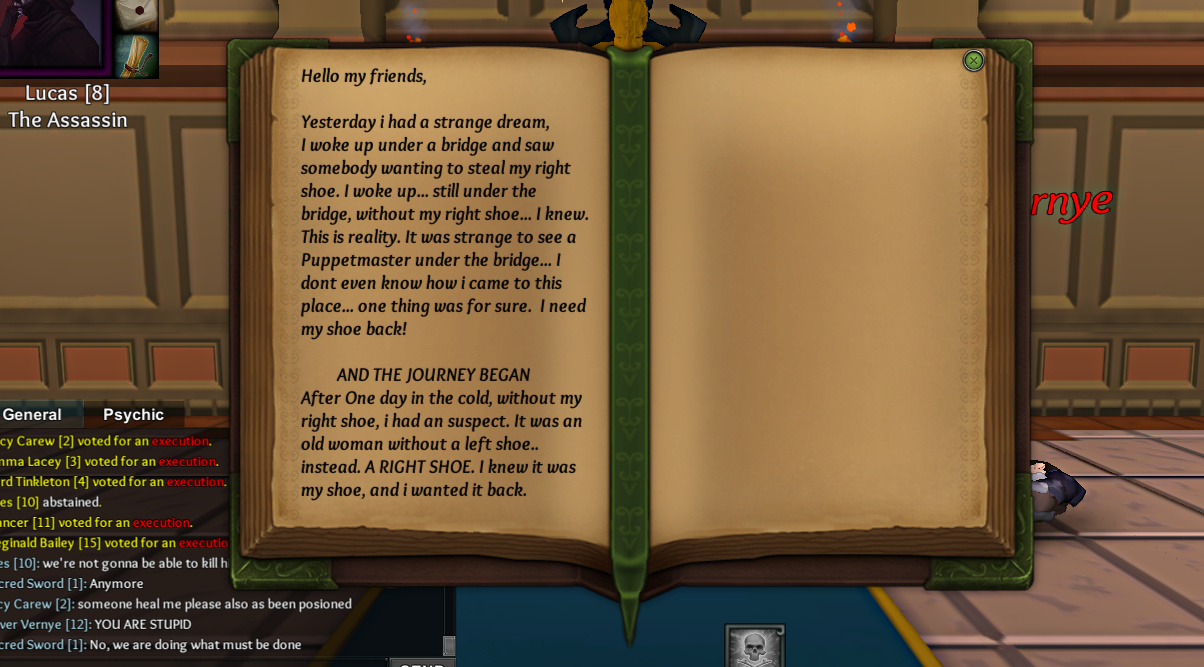 Lucas [8]
The Assassin
Hello my friends,
Yesterday i had a strange dream,
I woke up under a bridge and saw
somebody wanting to steal my right
shoe. I woke up... still under the
bridge, without my right shoe... I knew.
This is reality. It was strange to see a
Puppetmaster under the bridge... I
dont even know how i came to this
place... one thing was for sure.  I need
my shoe back!
AND THE JOURNEY BEGAN
After One day in the cold, without my
right shoe, i had an suspect. It was an
old woman without a left shoe..
instead. A RIGHT SHOE. I knew it was
my shoe, and i wanted it back.
rnye
General Psychic
cy Carew [2] voted for an execution.
mma Lacey [3] voted for an execution.
rd Tinkleton [4] voted for an execution.
es [10] abstained.
ancer [11] voted for an execution.
eginald Bailey [15] voted for an executio
es [10]: we're not gonna be able to kill h
cred Sword [1]: Anymore
cy Carew [2]: someone heal me please also as been posioned
ver Vernye [12]: YOU ARE STUPID
cred Sword [1]: No, we are doing what must be done